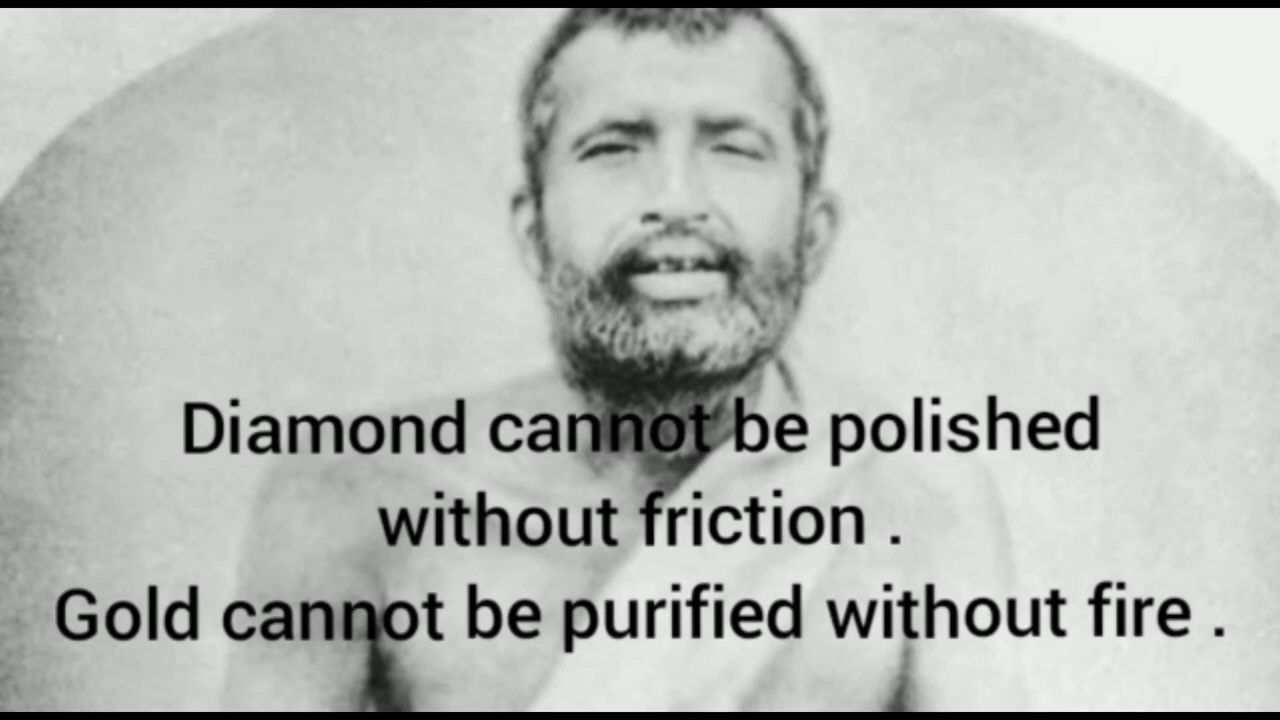 Diamond cannot be polished
without friction .
Gold cannot be purified without fire .